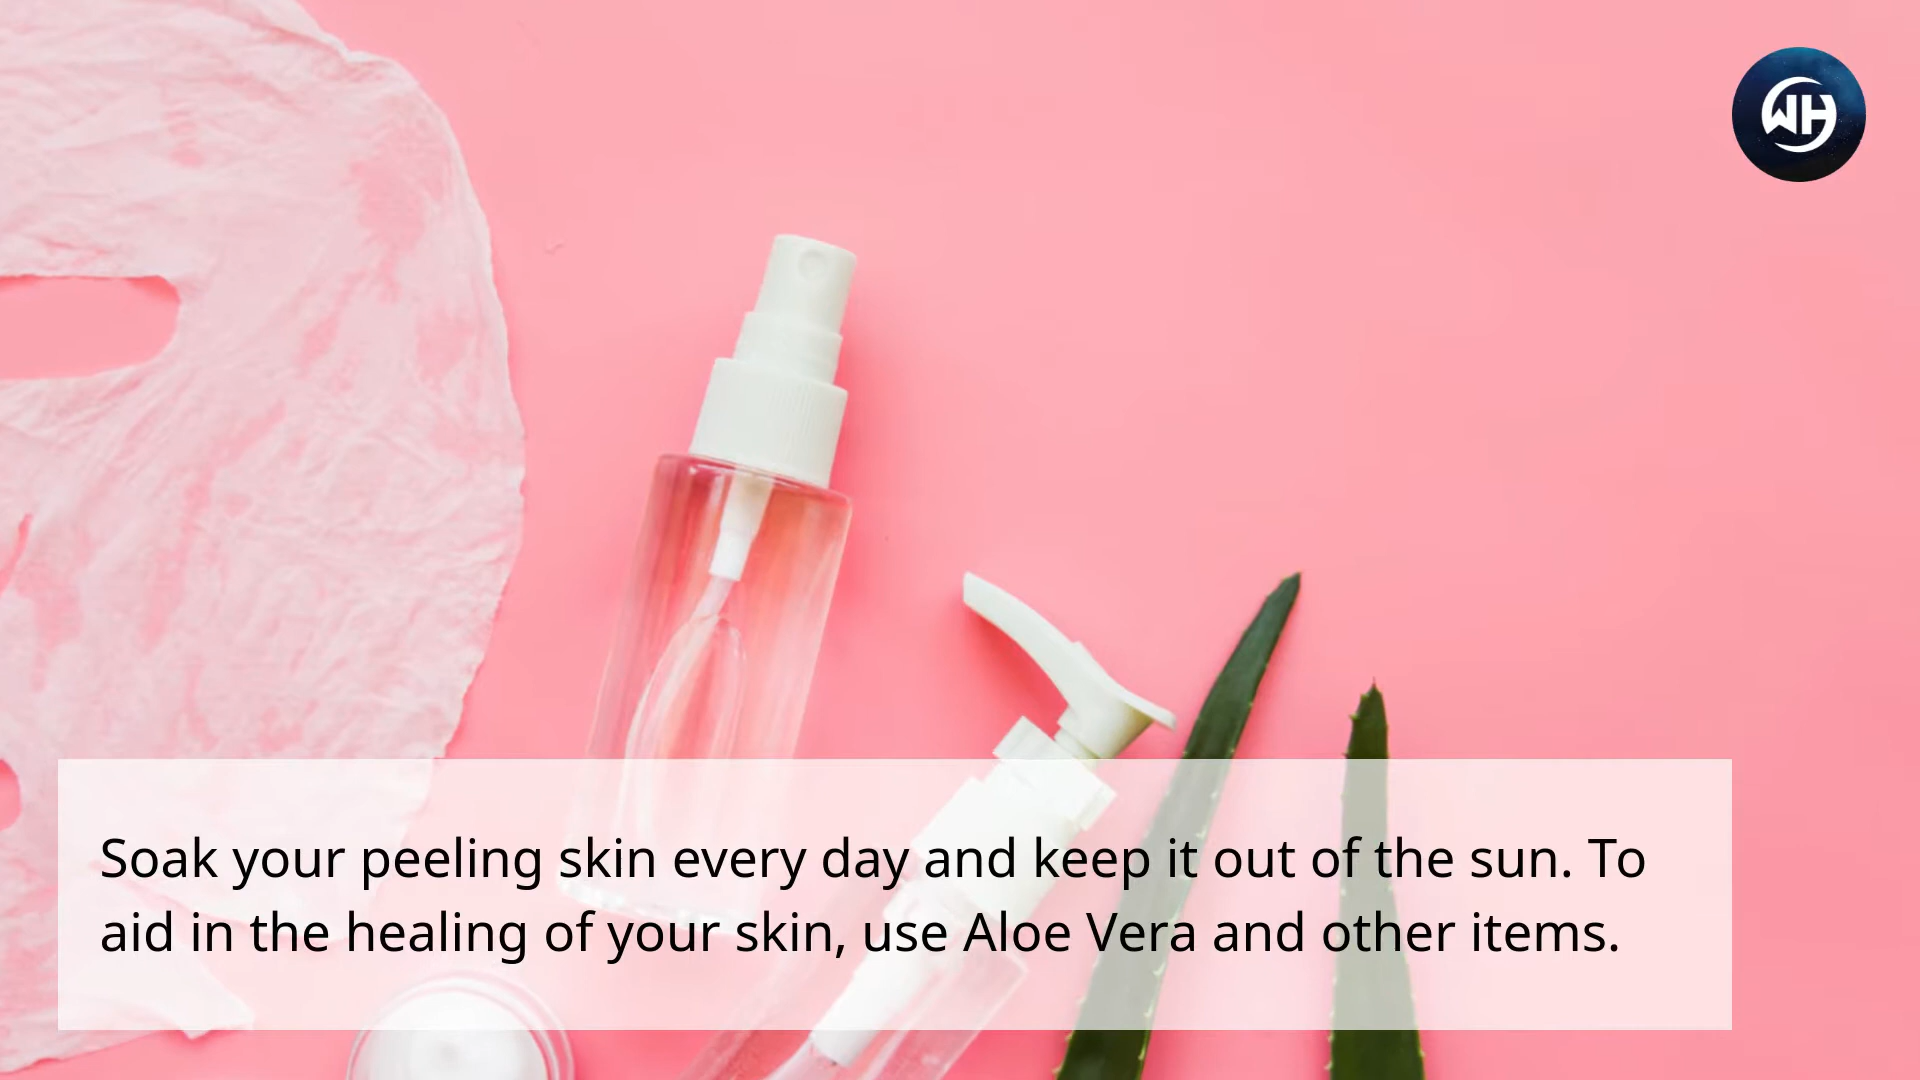 WH
Soak your peeling skin every day and keep it out of the sun. To
aid in the healing of your skin, use Aloe Vera and other items.